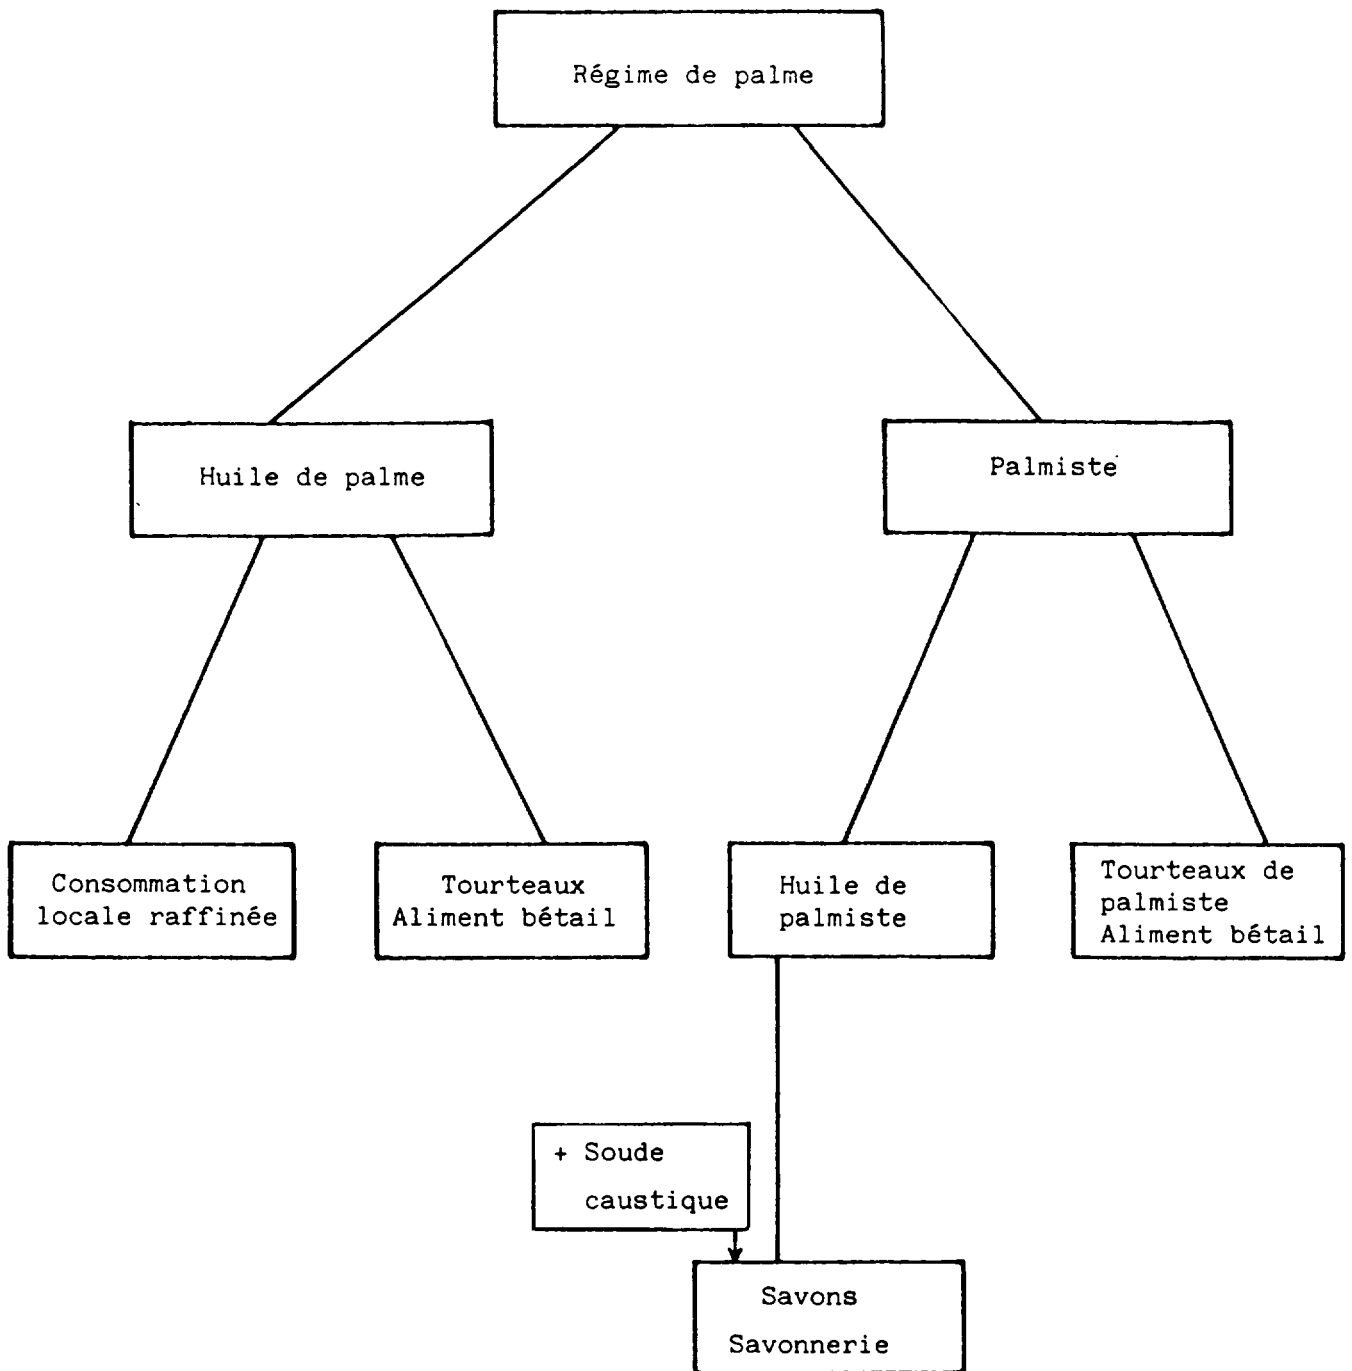 Régime de palme
Huile de palme
Palmiste
Consommation
locale raffinée
Tourteaux
Aliment bétail
Huile de
palmiste
Tourteaux de
palmiste
Aliment bétail
+ Soude
caustique
Savons
Savonnerie